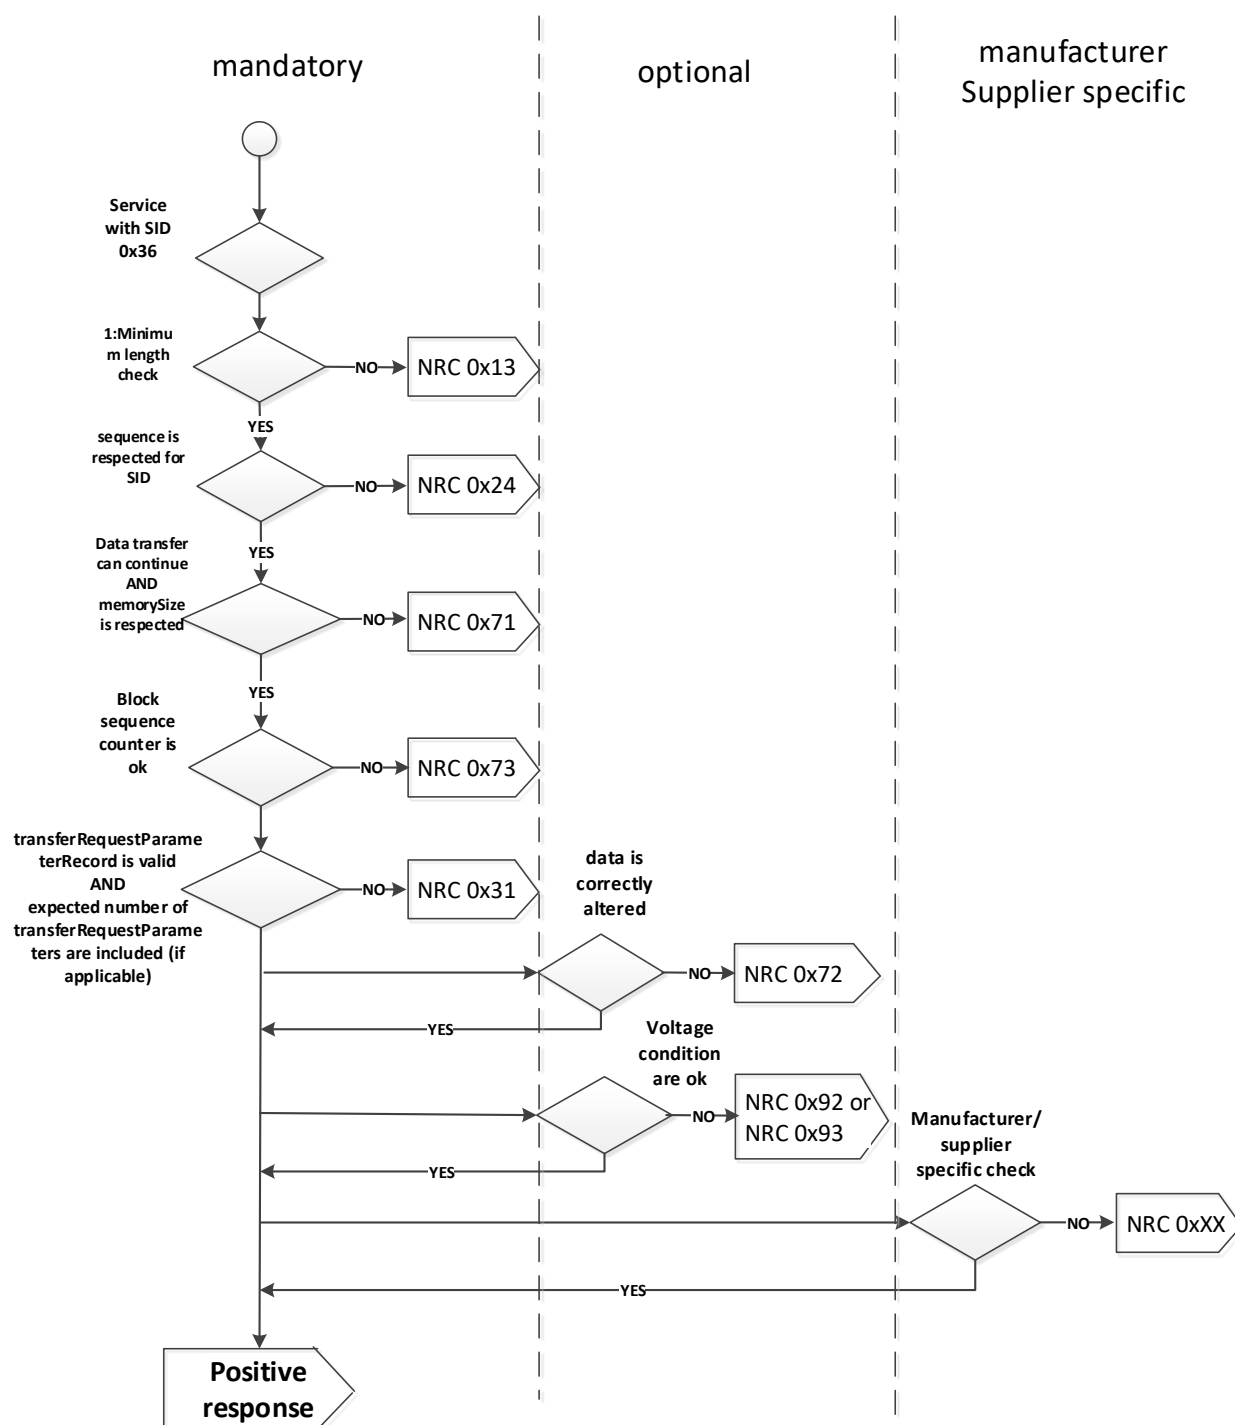 mandatory
optional
manufacturer
Supplier specific
Service
with SID
0x36
1:Minimu
m length
check
NO
NRC 0x13
YES
sequence is
respected for
SID
NO
NRC 0x24
YES
Data transfer
can continue
AND
memorySize
is respected
NO
NRC 0x71
YES
Block
sequence
counter is
ok
NO
NRC 0x73
transferRequestParame
terRecord is valid
AND
expected number of
transferRequestParame
ters are included (if
applicable)
NO
NRC 0x31
data is
correctly
altered
NO
NRC 0x72
YES
Voltage
condition
are ok
NO
NRC 0x92 or
NRC 0x93
YES
Manufacturer/
supplier
specific check
NO
NRC 0xXX
YES
Positive
response